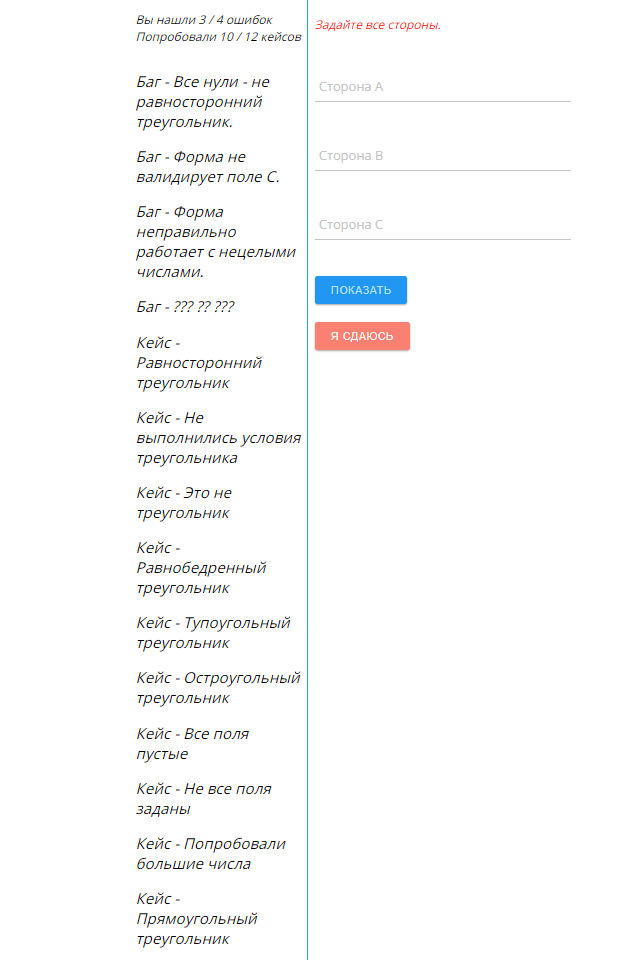 Вы нашли 3 / 4 ошибок
Попробовали 10 / 12 кейсов
Баг - Все нули - не
равносторонний
треугольник.
Баг - Форма не
валидирует поле C.
Баг - Форма
неправильно
работает с нецелыми
числами.
Баг - ??? ?? ???
Кейс -
Равносторонний
треугольник
Кейс - Не
выполнились условия
треугольника
Кейс - Это не
треугольник
Кейс -
Равнобедренный
треугольник
Кейс - Тупоугольный
треугольник
Кейс - Остроугольный
треугольник
Кейс - Все поля
пустые
Кейс - Не все поля
заданы
Кейс - Попробовали
большие числа
Кейс -
Прямоугольный
треугольник
Задайте все стороны.
Сторона A
Сторона B
Сторона C
ПОКАЗАТЬ
Я СДАЮСЬ